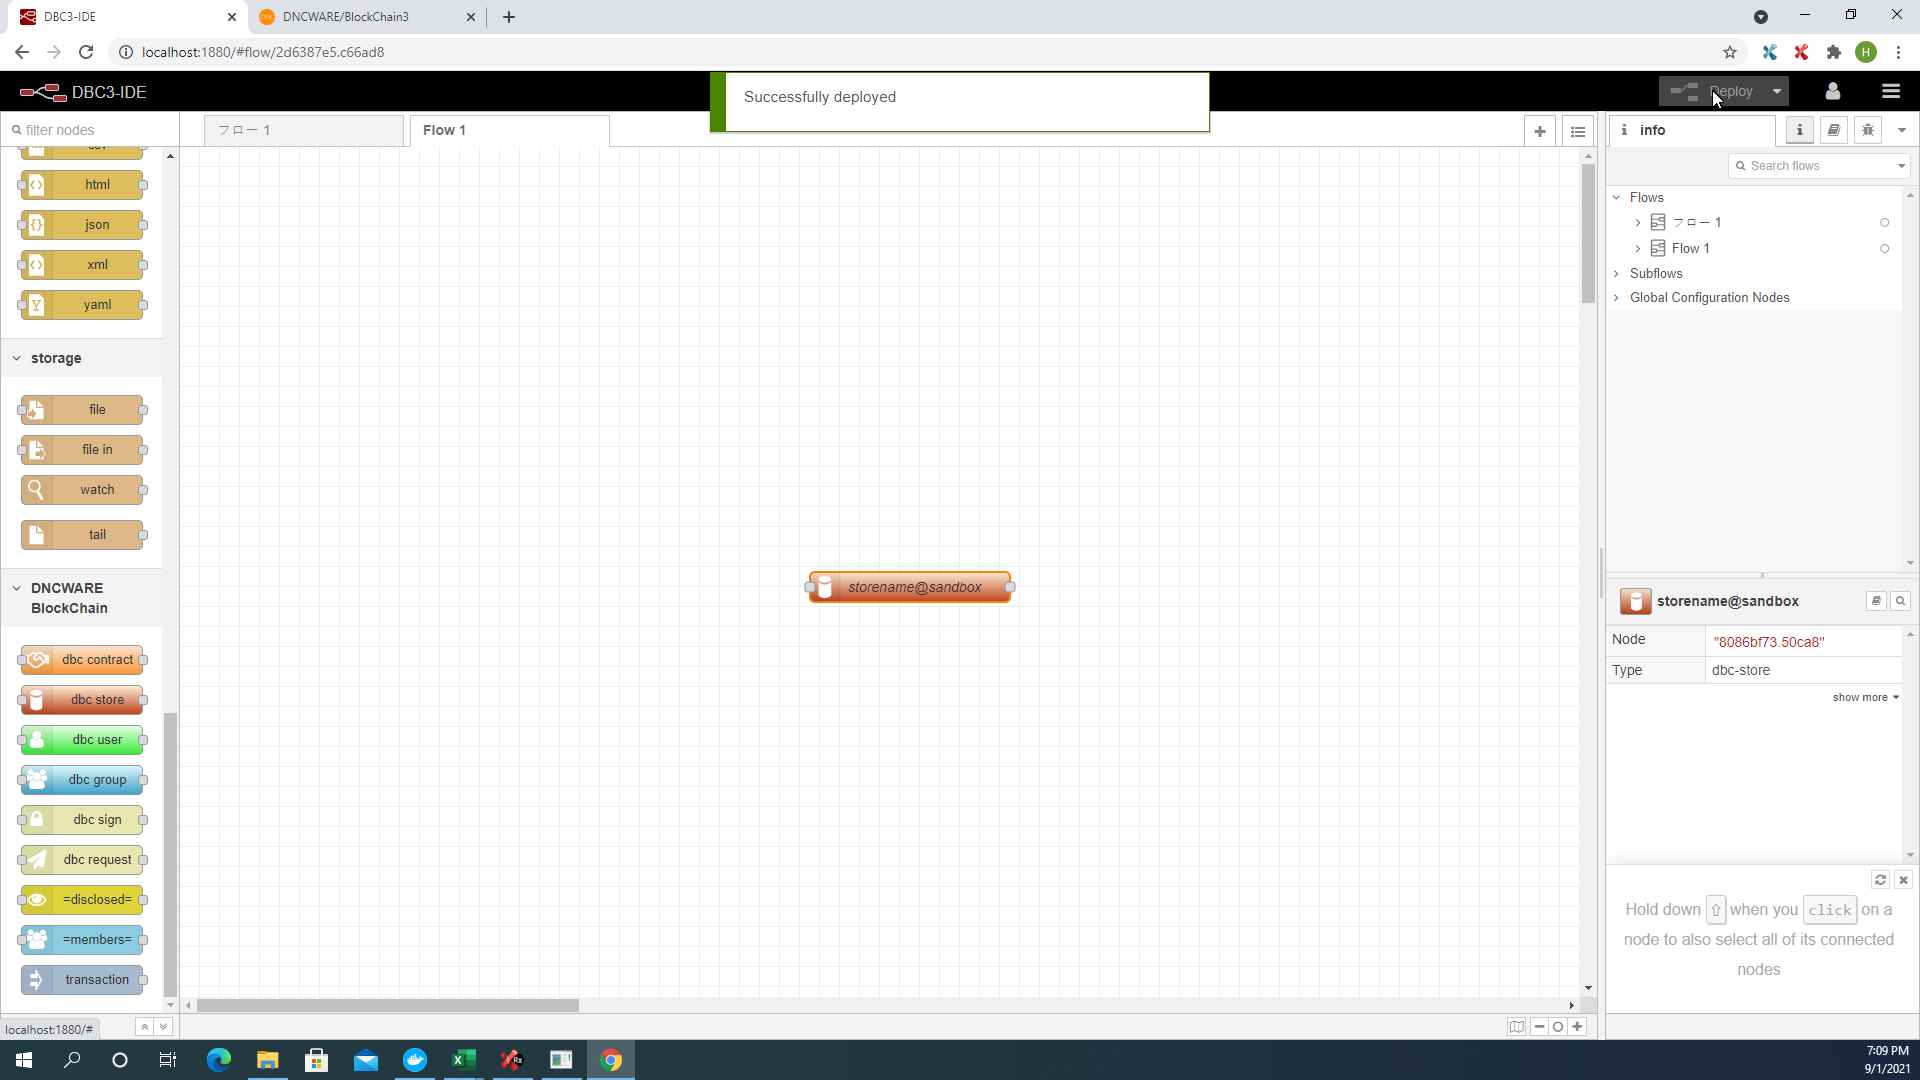 DBC3-IDE
DNCWARE/BlockChain3
localhost:1880/#flow/2d6387e5.c66ad8
H
DBC3-IDE
Successfully deployed
Deploy
filter nodes
フロー 1
Flow 1
info
Search flows
html
json
xml
yaml
storage
file
file in
watch
tail
DNCWARE
BlockChain
dbc contract
dbc store
dbc user
dbc group
dbc sign
dbc request
=disclosed=
=members=
transaction
storename@sandbox
Flows
フロー 1
Flow 1
Subflows
Global Configuration Nodes
storename@sandbox
Node "8086bf73.50ca8"
Type dbc-store
show more
Hold down ⇧ when you click on a
node to also select all of its connected
nodes
localhost:1880/#
7:09 PM
9/1/2021